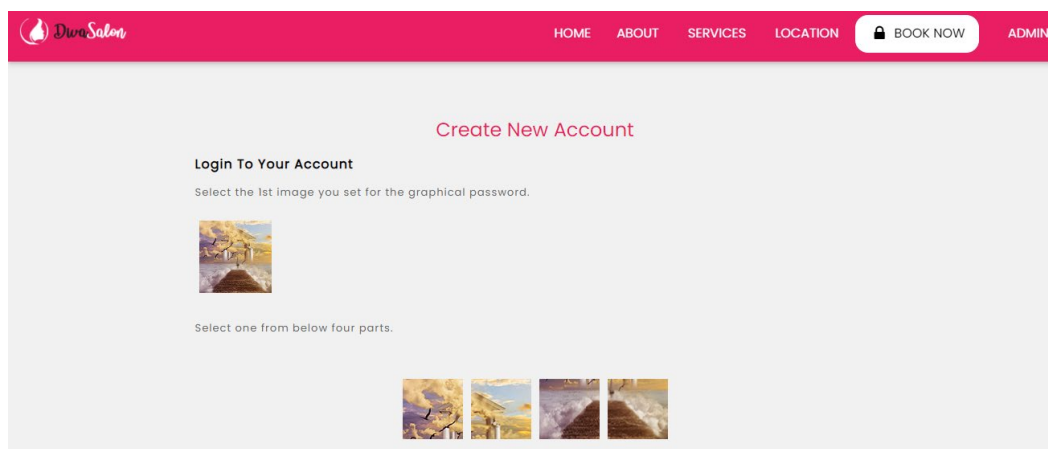 DivaSalon
HOME ABOUT SERVICES LOCATION BOOK NOW ADMIN
Create New Account
Login To Your Account
Select the 1st image you set for the graphical password.
Select one from below four parts.